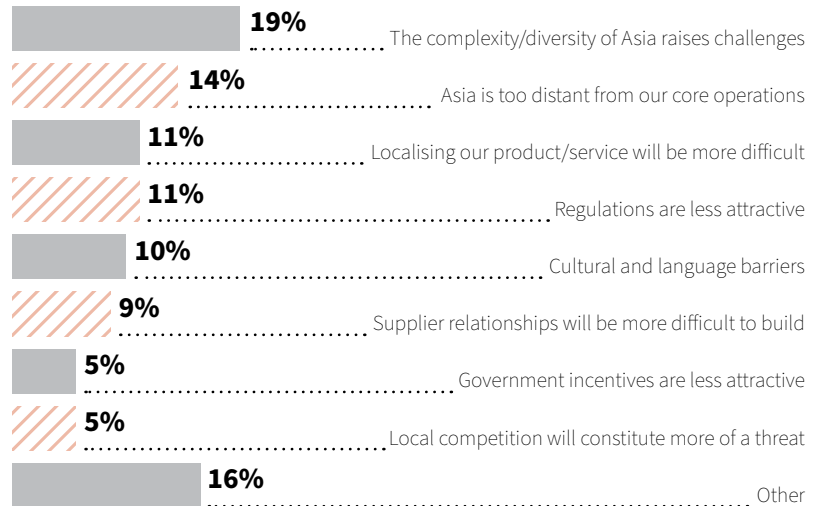 19%
The complexity/diversity of Asia raises challenges
14%
Asia is too distant from our core operations
11%
Localising our product/service will be more difficult
11%
Regulations are less attractive
10%
Cultural and language barriers
9%
Supplier relationships will be more difficult to build
5%
Government incentives are less attractive
5%
Local competition will constitute more of a threat
16%
Other